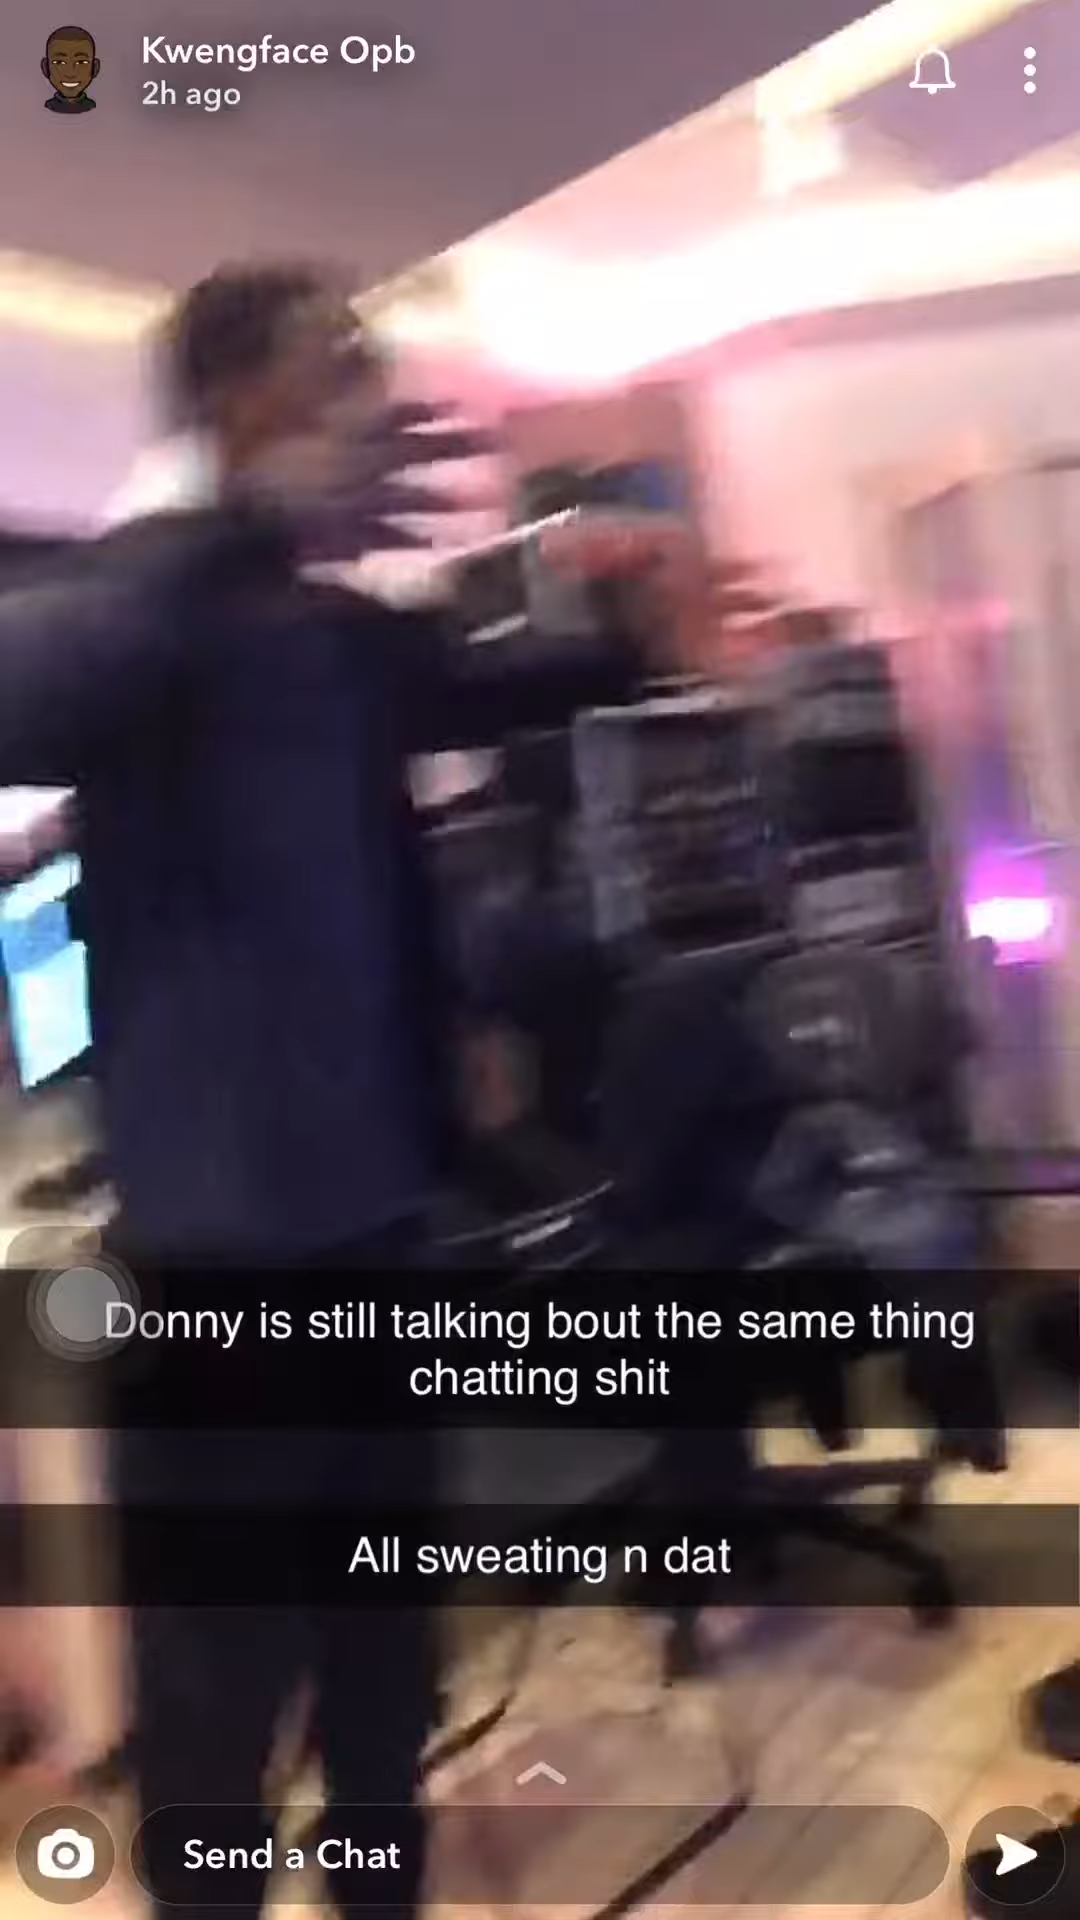 Kwengface Opb
2h ago
Donny is still talking bout the same thing
chatting shit
All sweating n dat
Send a Chat